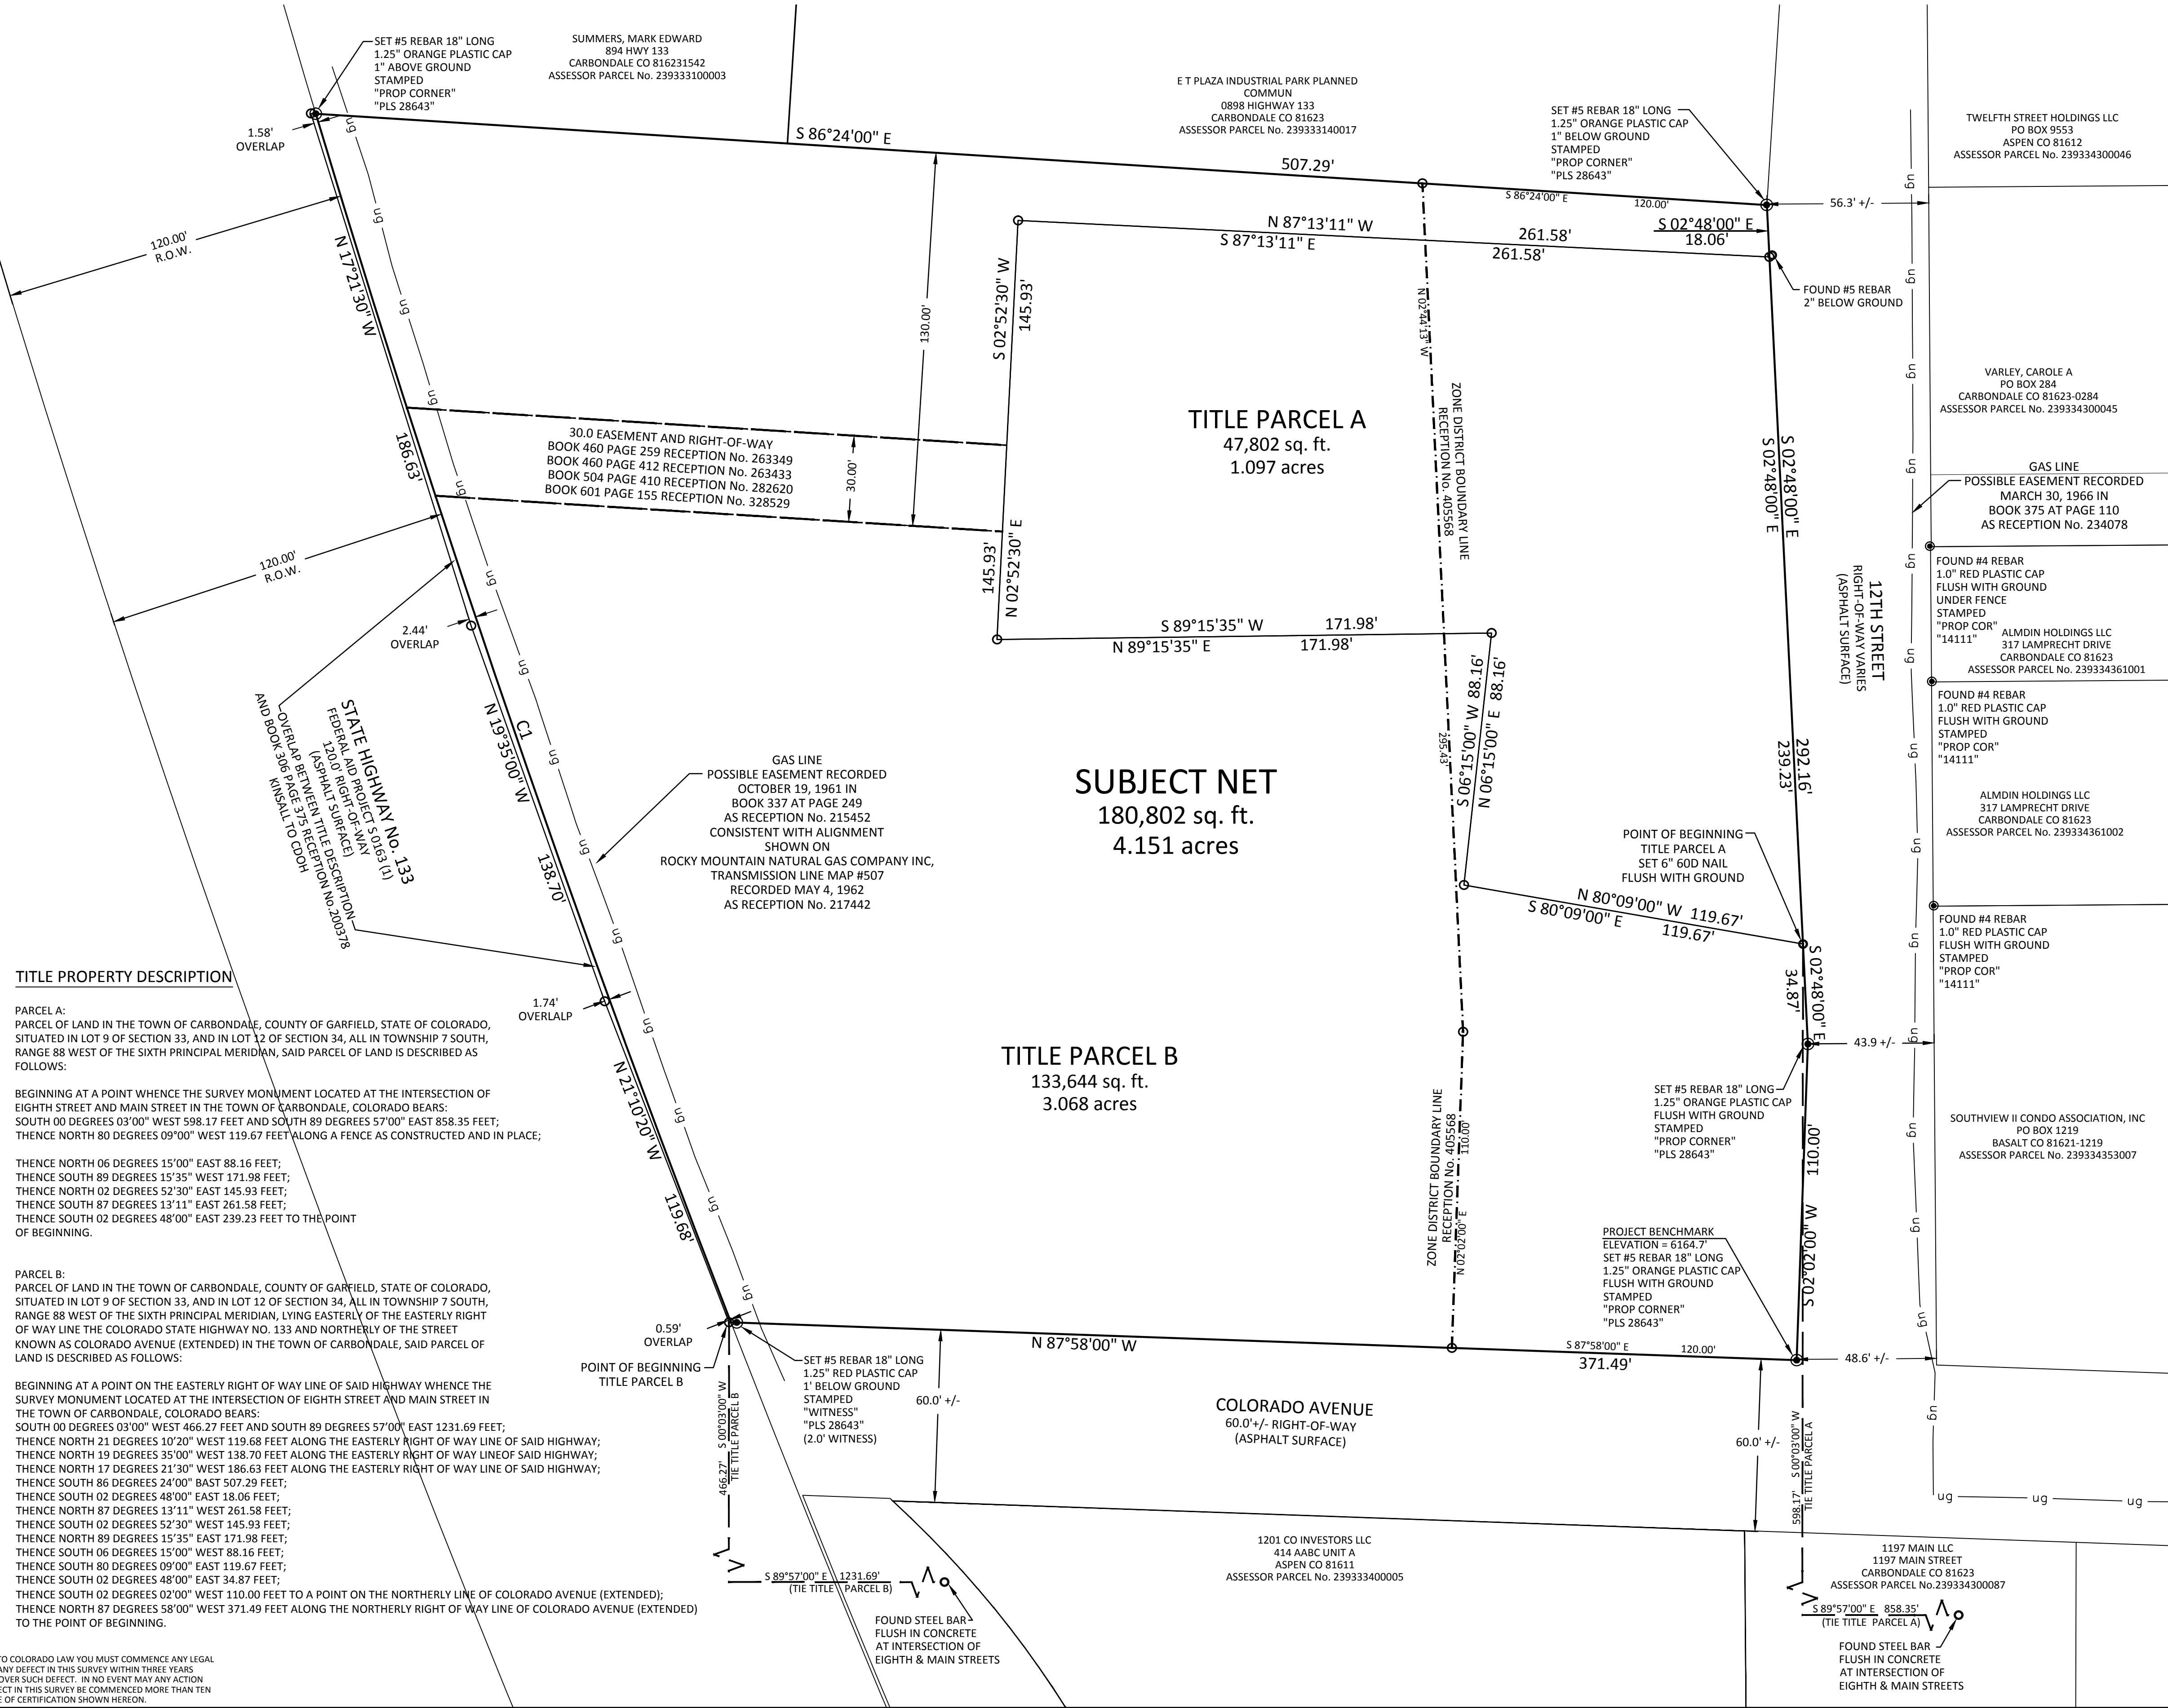 SET #5 REBAR 18" LONG
1.25" ORANGE PLASTIC CAP
1" ABOVE GROUND
STAMPED
"PROP CORNER"
"PLS 28643"
SUMMERS, MARK EDWARD
894 HWY 133
CARBONDALE CO 816231542
ASSESSOR PARCEL No. 239333100003
E T PLAZA INDUSTRIAL PARK PLANNED
COMMUN
0898 HIGHWAY 133
CARBONDALE CO 81623
ASSESSOR PARCEL No. 239333140017
SET #5 REBAR 18" LONG
1.25" ORANGE PLASTIC CAP
1" BELOW GROUND
STAMPED
"PROP CORNER"
"PLS 28643"
TWELFTH STREET HOLDINGS LLC
PO BOX 9553
ASPEN CO 81612
ASSESSOR PARCEL No. 239334300046
1.58'
OVERLAP
S 86°24'00" E
507.29'
S 86°24'00" E
120.00'
56.3' +/-
120.00'
R.O.W.
N 17°21'30" W
186.63'
N 87°13'11" W
261.58'
S 87°13'11" E
261.58'
S 02°48'00" E
18.06'
FOUND #5 REBAR
2" BELOW GROUND
S 02°52'30" W
145.93'
130.00'
N 02°44'13" W
ZONE DISTRICT BOUNDARY LINE
RECEPTION No. 405568
TITLE PARCEL A
47,802 sq. ft.
1.097 acres
VARLEY, CAROLE A
PO BOX 284
CARBONDALE CO 81623-0284
ASSESSOR PARCEL No. 239334300045
30.0 EASEMENT AND RIGHT-OF-WAY
BOOK 460 PAGE 259 RECEPTION No. 263349
BOOK 460 PAGE 412 RECEPTION No. 263433
BOOK 504 PAGE 410 RECEPTION No. 282620
BOOK 601 PAGE 155 RECEPTION No. 328529
30.00'
S 02°48'00" E
S 02°48'00" E
GAS LINE
POSSIBLE EASEMENT RECORDED
MARCH 30, 1966 IN
BOOK 375 AT PAGE 110
AS RECEPTION No. 234078
120.00'
R.O.W.
145.93'
N 02°52'30" E
FOUND #4 REBAR
1.0" RED PLASTIC CAP
FLUSH WITH GROUND
UNDER FENCE
STAMPED
"PROP COR"
"14111"
ALMDIN HOLDINGS LLC
317 LAMPRECHT DRIVE
CARBONDALE CO 81623
ASSESSOR PARCEL No. 239334361001
12TH STREET
RIGHT-OF-WAY VARIES
(ASPHALT SURFACE)
2.44'
OVERLAP
S 89°15'35" W
171.98'
N 89°15'35" E
171.98'
S 06°15'00" W 88.16'
N 06°15'00" E 88.16'
295.43'
FOUND #4 REBAR
1.0" RED PLASTIC CAP
FLUSH WITH GROUND
STAMPED
"PROP COR"
"14111"
STATE HIGHWAY No. 133
FEDERAL AID PROJECT S 0163 (1)
120.0' RIGHT-OF-WAY
(ASPHALT SURFACE)
OVERLAP BETWEEN TITLE DESCRIPTION
AND BOOK 306 PAGE 375 RECEPTION No.200378
KINSALL TO CDOH
N 19°35'00" W
C1
138.70'
GAS LINE
POSSIBLE EASEMENT RECORDED
OCTOBER 19, 1961 IN
BOOK 337 AT PAGE 249
AS RECEPTION No. 215452
CONSISTENT WITH ALIGNMENT
SHOWN ON
ROCKY MOUNTAIN NATURAL GAS COMPANY INC,
TRANSMISSION LINE MAP #507
RECORDED MAY 4, 1962
AS RECEPTION No. 217442
SUBJECT NET
180,802 sq. ft.
4.151 acres
292.16'
239.23'
ALMDIN HOLDINGS LLC
317 LAMPRECHT DRIVE
CARBONDALE CO 81623
ASSESSOR PARCEL No. 239334361002
POINT OF BEGINNING
TITLE PARCEL A
SET 6" 60D NAIL
FLUSH WITH GROUND
N 80°09'00" W 119.67'
S 80°09'00" E 119.67'
FOUND #4 REBAR
1.0" RED PLASTIC CAP
FLUSH WITH GROUND
STAMPED
"PROP COR"
"14111"
S 02°48'00" E
34.87'
43.9 +/-
TITLE PROPERTY DESCRIPTION
PARCEL A:
PARCEL OF LAND IN THE TOWN OF CARBONDALE, COUNTY OF GARFIELD, STATE OF COLORADO,
SITUATED IN LOT 9 OF SECTION 33, AND IN LOT 12 OF SECTION 34, ALL IN TOWNSHIP 7 SOUTH,
RANGE 88 WEST OF THE SIXTH PRINCIPAL MERIDIAN, SAID PARCEL OF LAND IS DESCRIBED AS
FOLLOWS:
BEGINNING AT A POINT WHENCE THE SURVEY MONUMENT LOCATED AT THE INTERSECTION OF
EIGHTH STREET AND MAIN STREET IN THE TOWN OF CARBONDALE, COLORADO BEARS:
SOUTH 00 DEGREES 03'00" WEST 598.17 FEET AND SOUTH 89 DEGREES 57'00" EAST 858.35 FEET;
THENCE NORTH 80 DEGREES 09°00" WEST 119.67 FEET ALONG A FENCE AS CONSTRUCTED AND IN PLACE;
THENCE NORTH 06 DEGREES 15'00" EAST 88.16 FEET;
THENCE SOUTH 89 DEGREES 15'35" WEST 171.98 FEET;
THENCE NORTH 02 DEGREES 52'30" EAST 145.93 FEET;
THENCE SOUTH 87 DEGREES 13'11" EAST 261.58 FEET;
THENCE SOUTH 02 DEGREES 48'00" EAST 239.23 FEET TO THE POINT
OF BEGINNING.
PARCEL B:
PARCEL OF LAND IN THE TOWN OF CARBONDALE, COUNTY OF GARFIELD, STATE OF COLORADO,
SITUATED IN LOT 9 OF SECTION 33, AND IN LOT 12 OF SECTION 34, ALL IN TOWNSHIP 7 SOUTH,
RANGE 88 WEST OF THE SIXTH PRINCIPAL MERIDIAN, LYING EASTERLY OF THE EASTERLY RIGHT
OF WAY LINE THE COLORADO STATE HIGHWAY NO. 133 AND NORTHERLY OF THE STREET
KNOWN AS COLORADO AVENUE (EXTENDED) IN THE TOWN OF CARBONDALE, SAID PARCEL OF
LAND IS DESCRIBED AS FOLLOWS:
BEGINNING AT A POINT ON THE EASTERLY RIGHT OF WAY LINE OF SAID HIGHWAY WHENCE THE
SURVEY MONUMENT LOCATED AT THE INTERSECTION OF EIGHTH STREET AND MAIN STREET IN
THE TOWN OF CARBONDALE, COLORADO BEARS:
SOUTH 00 DEGREES 03'00" WEST 466.27 FEET AND SOUTH 89 DEGREES 57'00" EAST 1231.69 FEET;
THENCE NORTH 21 DEGREES 10'20" WEST 119.68 FEET ALONG THE EASTERLY RIGHT OF WAY LINE OF SAID HIGHWAY;
THENCE NORTH 19 DEGREES 35'00" WEST 138.70 FEET ALONG THE EASTERLY RIGHT OF WAY LINEOF SAID HIGHWAY;
THENCE NORTH 17 DEGREES 21'30" WEST 186.63 FEET ALONG THE EASTERLY RIGHT OF WAY LINE OF SAID HIGHWAY;
THENCE SOUTH 86 DEGREES 24'00" BAST 507.29 FEET;
THENCE SOUTH 02 DEGREES 48'00" EAST 18.06 FEET;
THENCE NORTH 87 DEGREES 13'11" WEST 261.58 FEET;
THENCE SOUTH 02 DEGREES 52'30" WEST 145.93 FEET;
THENCE NORTH 89 DEGREES 15'35" EAST 171.98 FEET;
THENCE SOUTH 06 DEGREES 15'00" WEST 88.16 FEET;
THENCE SOUTH 80 DEGREES 09'00" EAST 119.67 FEET;
THENCE SOUTH 02 DEGREES 48'00" EAST 34.87 FEET;
THENCE SOUTH 02 DEGREES 02'00" WEST 110.00 FEET TO A POINT ON THE NORTHERLY LINE OF COLORADO AVENUE (EXTENDED);
THENCE NORTH 87 DEGREES 58'00" WEST 371.49 FEET ALONG THE NORTHERLY RIGHT OF WAY LINE OF COLORADO AVENUE (EXTENDED)
TO THE POINT OF BEGINNING.
1.74'
OVERLALP
N 21°10'20" W
119.68'
TITLE PARCEL B
133,644 sq. ft.
3.068 acres
ZONE DISTRICT BOUNDARY LINE
RECEPTION No. 405568
110.00'
N 02°02'00" E
SET #5 REBAR 18" LONG
1.25" ORANGE PLASTIC CAP
FLUSH WITH GROUND
STAMPED
"PROP CORNER"
"PLS 28643"
110.00'
S 02°02'00" W
SOUTHVIEW II CONDO ASSOCIATION, INC
PO BOX 1219
BASALT CO 81621-1219
ASSESSOR PARCEL No. 239334353007
PROJECT BENCHMARK
ELEVATION = 6164.7'
SET #5 REBAR 18" LONG
1.25" ORANGE PLASTIC CAP
FLUSH WITH GROUND
STAMPED
"PROP CORNER"
"PLS 28643"
0.59'
OVERLAP
POINT OF BEGINNING
TITLE PARCEL B
N 87°58'00" W
S 87°58'00" E
120.00'
371.49'
48.6' +/-
SET #5 REBAR 18" LONG
1.25" RED PLASTIC CAP
1' BELOW GROUND
STAMPED
"WITNESS"
"PLS 28643"
(2.0' WITNESS)
60.0' +/-
COLORADO AVENUE
60.0'+/- RIGHT-OF-WAY
(ASPHALT SURFACE)
60.0' +/-
466.27' S 00°03'00" W
TIE TITLE PARCEL B
598.17' S 00°03'00" W
TIE TITLE PARCEL A
S 89°57'00" E 1231.69'
(TIE TITLE PARCEL B)
FOUND STEEL BAR
FLUSH IN CONCRETE
AT INTERSECTION OF
EIGHTH & MAIN STREETS
1201 CO INVESTORS LLC
414 AABC UNIT A
ASPEN CO 81611
ASSESSOR PARCEL No. 239333400005
1197 MAIN LLC
1197 MAIN STREET
CARBONDALE CO 81623
ASSESSOR PARCEL No.239334300087
S 89°57'00" E 858.35'
(TIE TITLE PARCEL A)
FOUND STEEL BAR
FLUSH IN CONCRETE
AT INTERSECTION OF
EIGHTH & MAIN STREETS
ug ug ug
TO COLORADO LAW YOU MUST COMMENCE ANY LEGAL
ANY DEFECT IN THIS SURVEY WITHIN THREE YEARS
OVER SUCH DEFECT. IN NO EVENT MAY ANY ACTION
ECT IN THIS SURVEY BE COMMENCED MORE THAN TEN
E OF CERTIFICATION SHOWN HEREON.